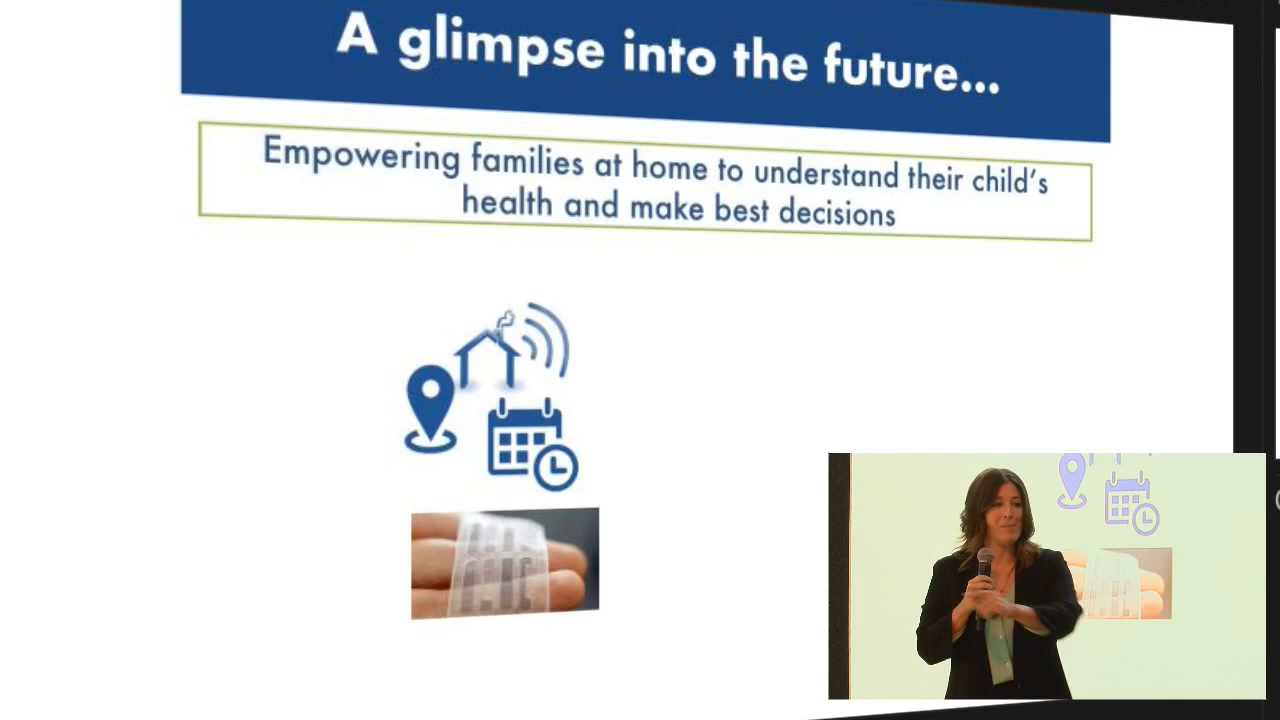 A glimpse into the future...
Empowering families at home to understand their child's
health and make best decisions